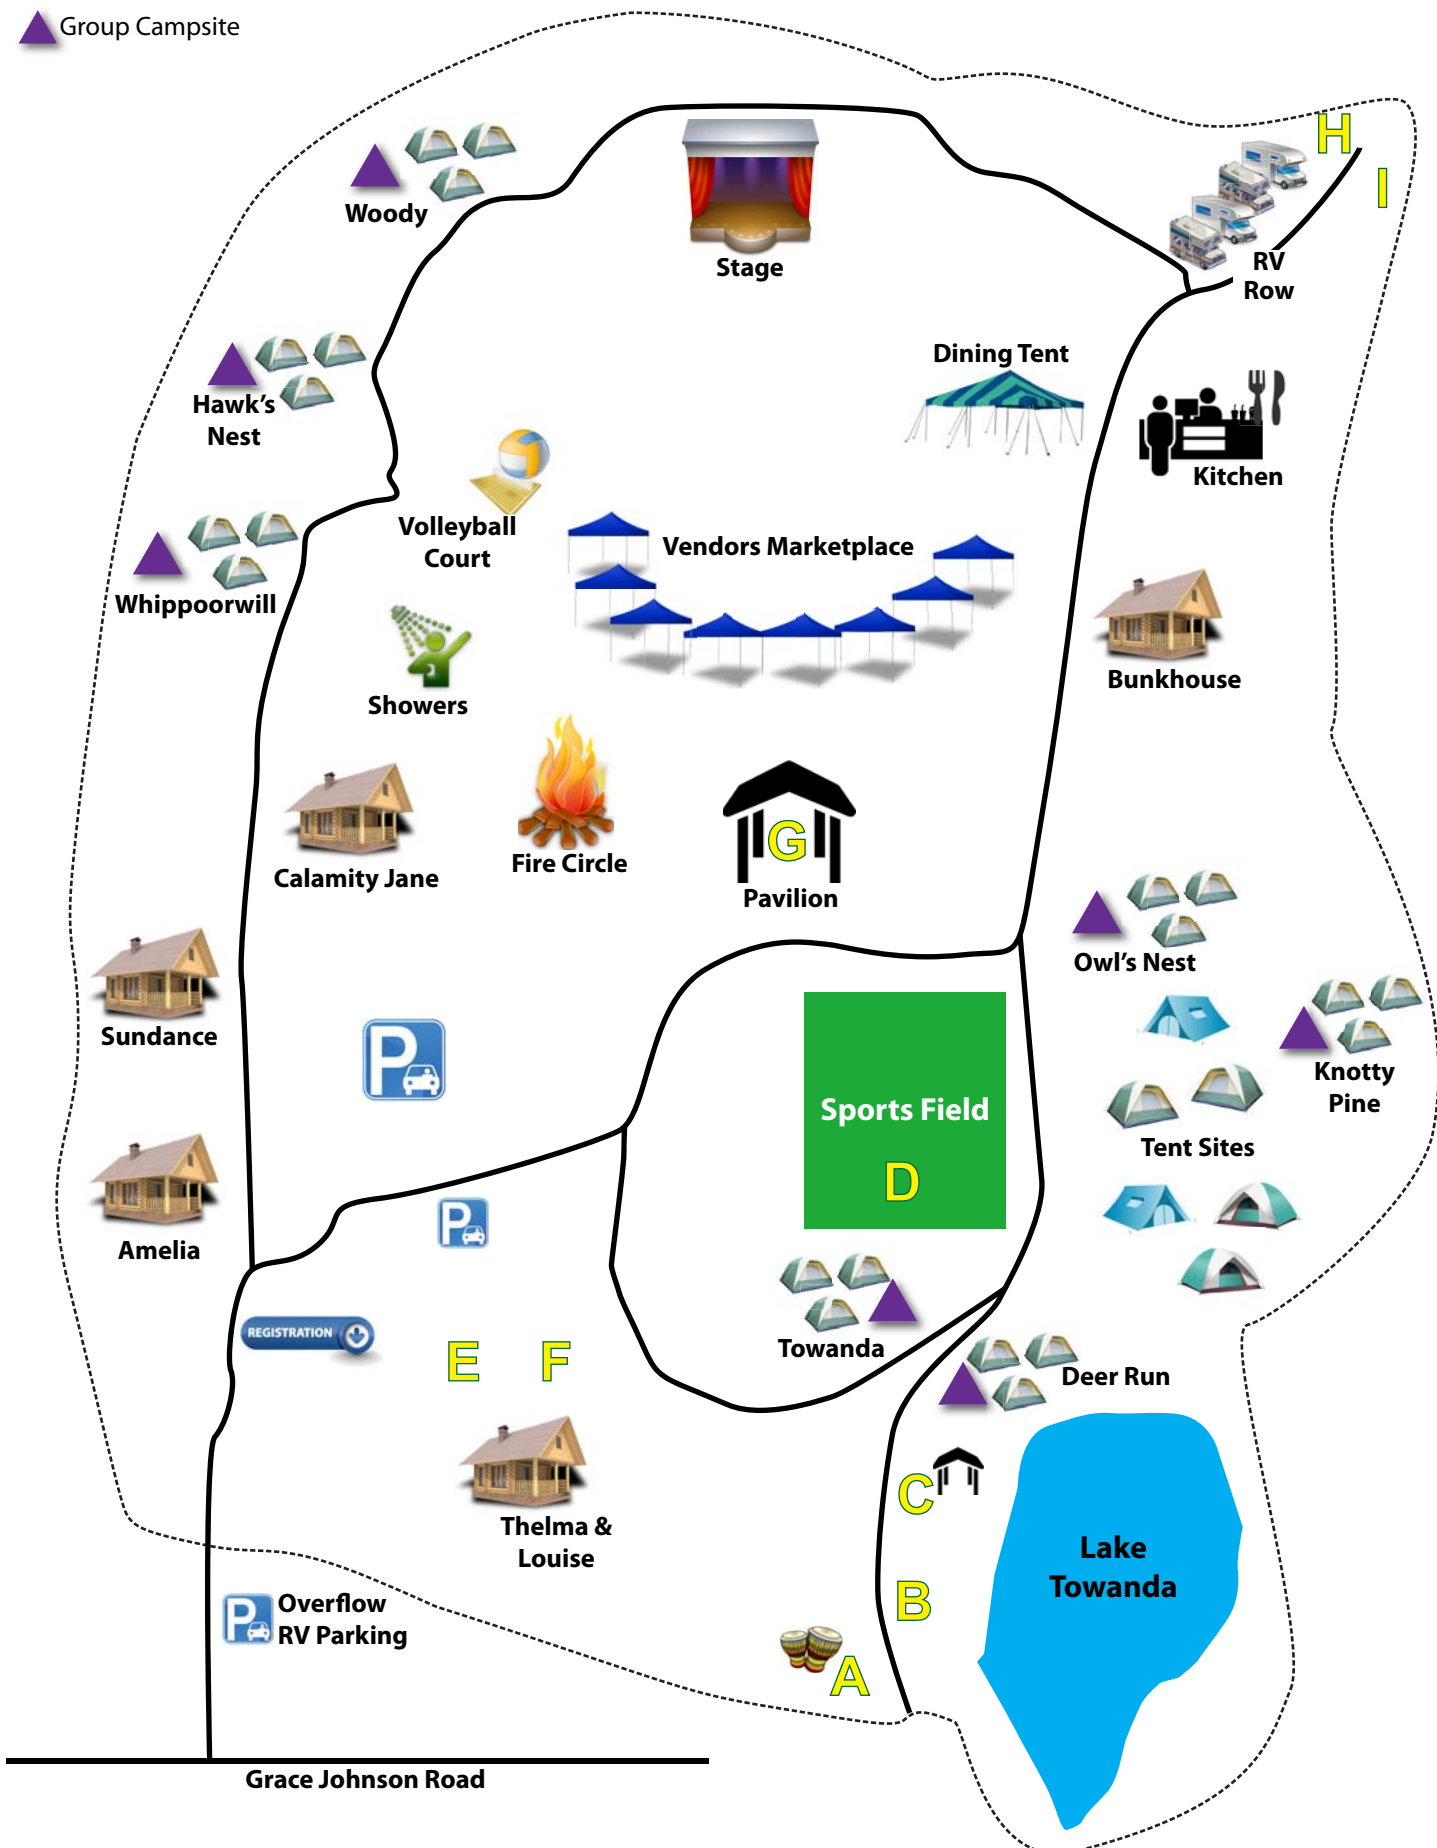 Group Campsite
H
I
Woody
Stage
RV
Row
Dining Tent
Hawk's
Nest
Kitchen
Volleyball
Court
Vendors Marketplace
Whippoorwill
Bunkhouse
Showers
G
Fire Circle
Calamity Jane
Pavilion
Owl's Nest
Sundance
P
Knotty
Pine
Sports Field
Tent Sites
D
P
Amelia
REGISTRATION
Towanda
E
F
Deer Run
C
Thelma &
Louise
Lake
Towanda
B
P
Overflow
RV Parking
A
Grace Johnson Road